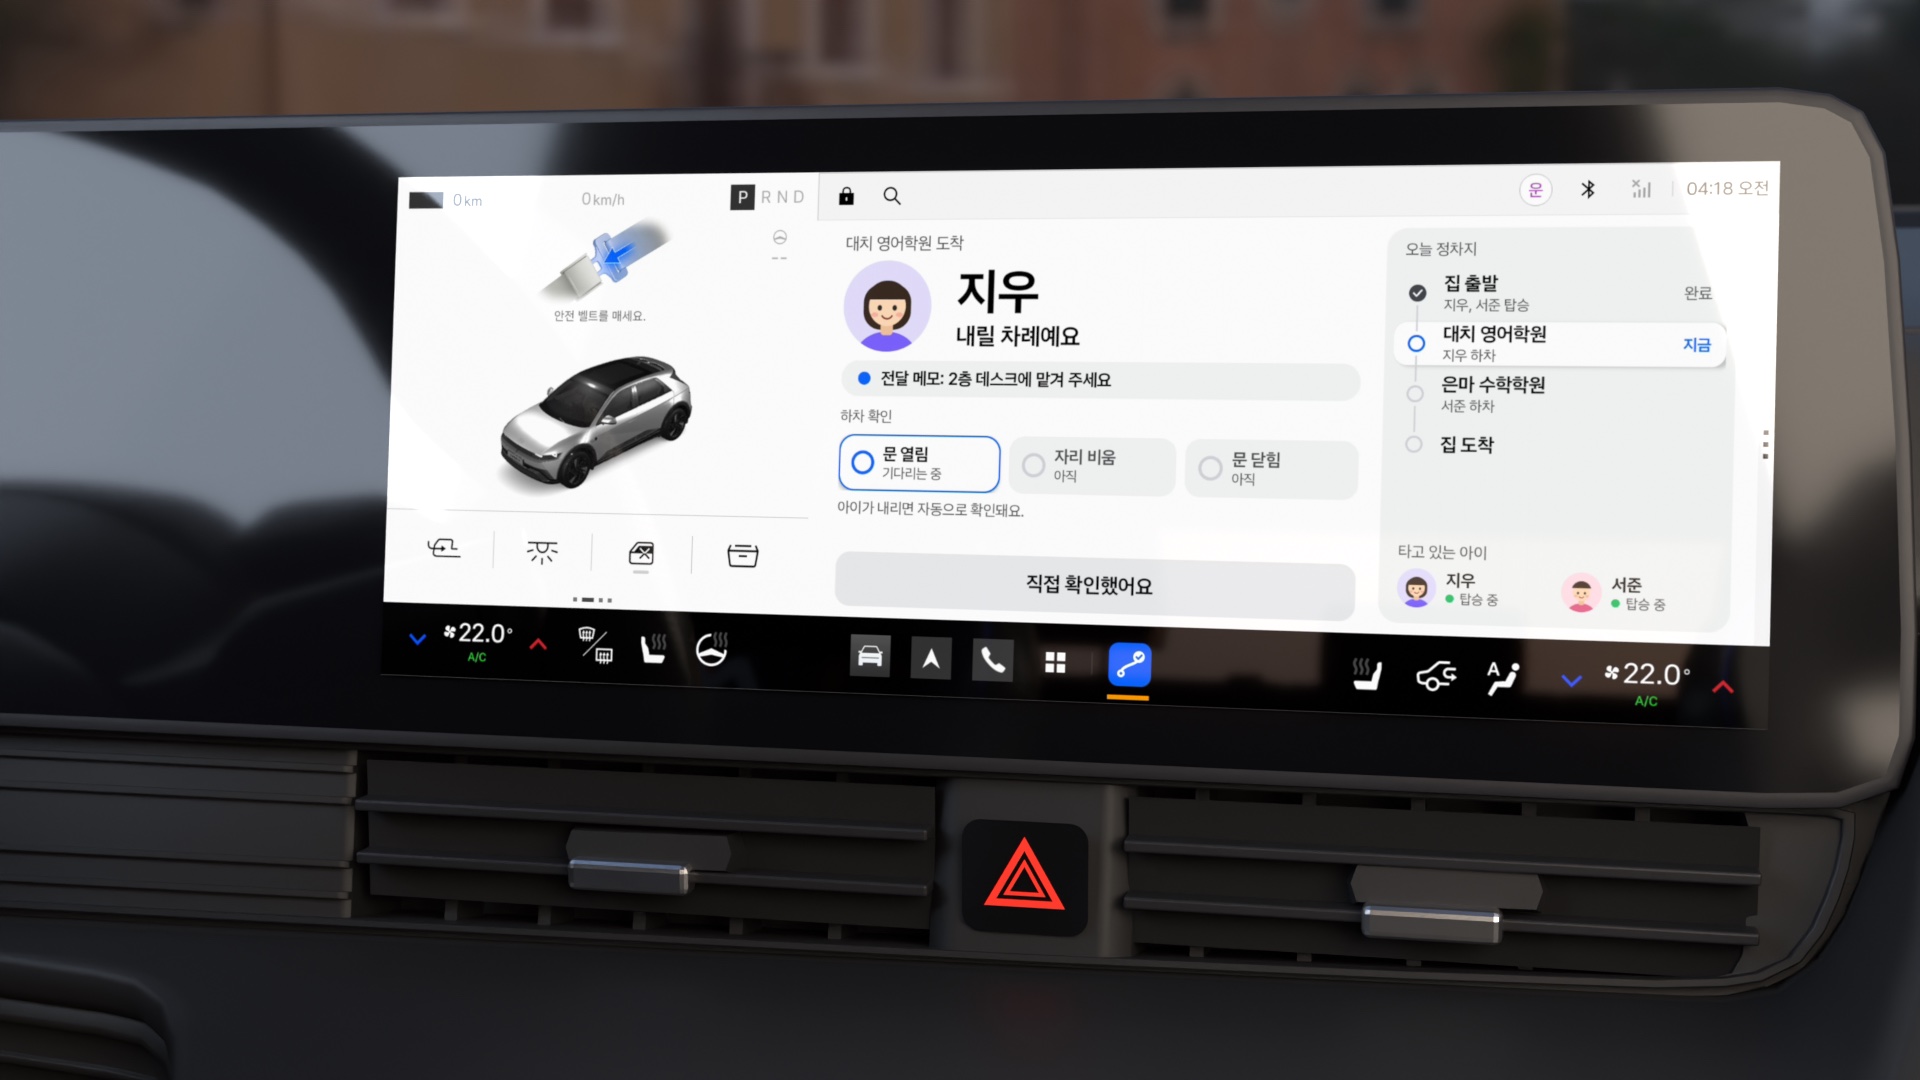 0 km
0 km/h
P R N D
안전 벨트를 매세요.
운
04:18 오전
대치 영어학원 도착
지우
내릴 차례예요
전달 메모: 2층 데스크에 맡겨 주세요
하차 확인
문 열림
기다리는 중
자리 비움
아직
문 닫힘
아직
아이가 내리면 자동으로 확인돼요.
직접 확인했어요
오늘 정차지
집 출발
지우, 서준 탑승
완료
대치 영어학원
지우 하차
지금
은마 수학학원
서준 하차
집 도착
타고 있는 아이
지우
탑승 중
서준
탑승 중
22.0°
A/C
A
22.0°
A/C